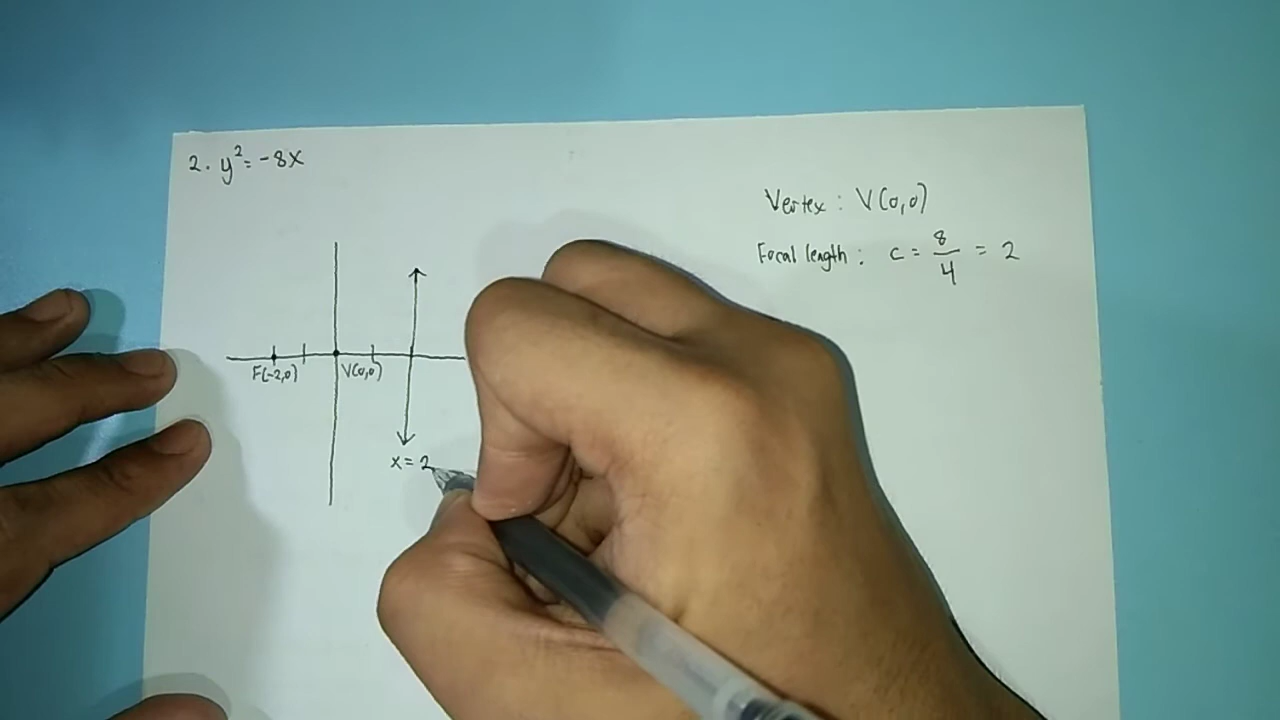 2. y² = -8x
Vertex : V(0,0)
Focal length : c = 8/4 = 2
F(-2,0) V(0,0)
x = 2